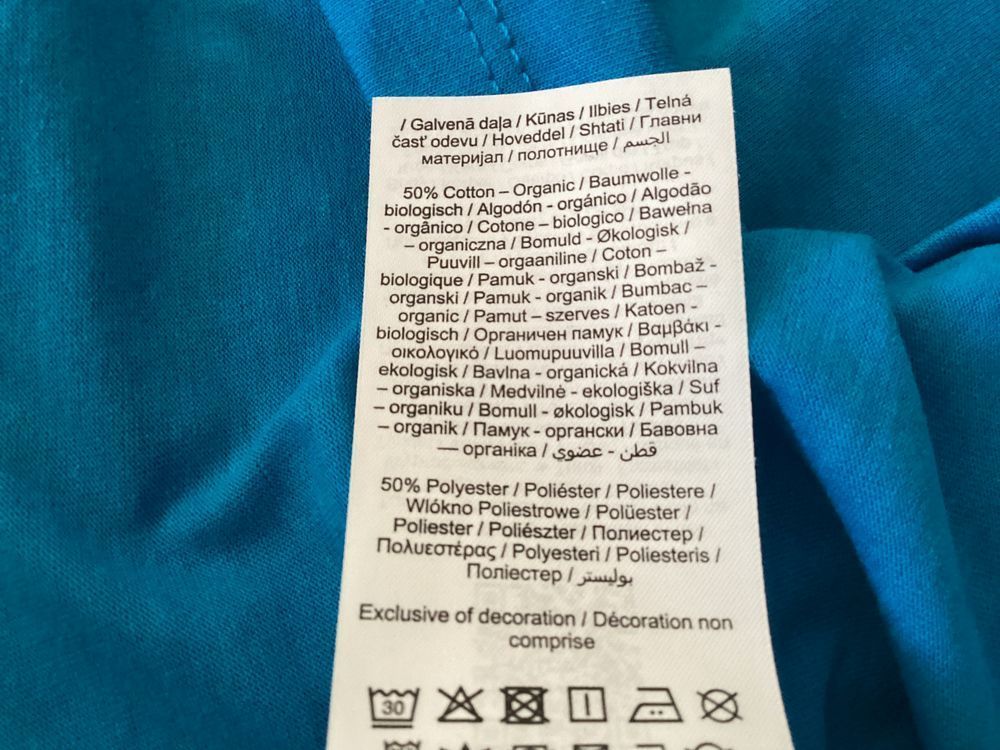 / Galvenā daļa / Kūnas / Ilbies / Telná
časť odevu / Hoveddel / Shtati / Главни
материјал / полотнище / الجسم
50% Cotton – Organic / Baumwolle -
biologisch / Algodón - orgánico / Algodão
- orgânico / Cotone – biologico / Bawełna
– organiczna / Bomuld - Økologisk /
Puuvill – orgaaniline / Coton –
biologique / Pamuk - organski / Bombaž -
organski / Pamuk - organik / Bumbac –
organic / Pamut – szerves / Katoen -
biologisch / Органичен памук / Βαμβάκι -
οικολογικό / Luomupuuvilla / Bomull –
ekologisk / Bavlna - organická / Kokvilna
– organiska / Medvilnė - ekologiška / Suf
– organiku / Bomull - økologisk / Pambuk
– organik / Памук - органски / Бавовна
— органіка / قطن - عضوي
50% Polyester / Poliéster / Poliestere /
Wlókno Poliestrowe / Polüester /
Poliester / Poliészter / Полиестер /
Πολυεστέρας / Polyesteri / Poliesteris /
Поліестер / بوليستر
Exclusive of decoration / Décoration non
comprise
30